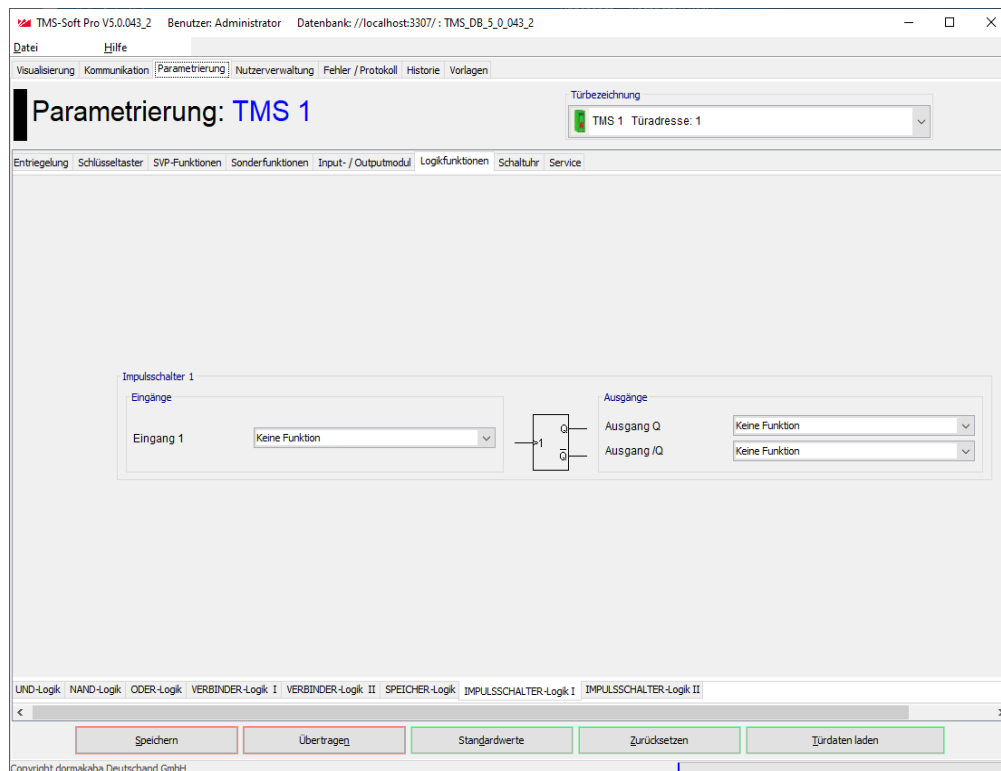 TMS-Soft Pro V5.0.043_2 Benutzer: Administrator Datenbank: //localhost:3307/ : TMS_DB_5_0_043_2
Datei Hilfe
Visualisierung Kommunikation Parametrierung Nutzerverwaltung Fehler / Protokoll Historie Vorlagen
Parametrierung: TMS 1
Türbezeichnung
TMS 1 Türadresse: 1
Entriegelung Schlüsseltaster SVP-Funktionen Sonderfunktionen Input- / Outputmodul Logikfunktionen Schaltuhr Service
Impulsschalter 1
Eingänge
Eingang 1 Keine Funktion
1
Q
Q̅
Ausgänge
Ausgang Q Keine Funktion
Ausgang /Q Keine Funktion
UND-Logik NAND-Logik ODER-Logik VERBINDER-Logik I VERBINDER-Logik II SPEICHER-Logik IMPULSSCHALTER-Logik I IMPULSSCHALTER-Logik II
Speichern Übertragen Standardwerte Zurücksetzen Türdaten laden
Copyright dormakaba Deutschand GmbH